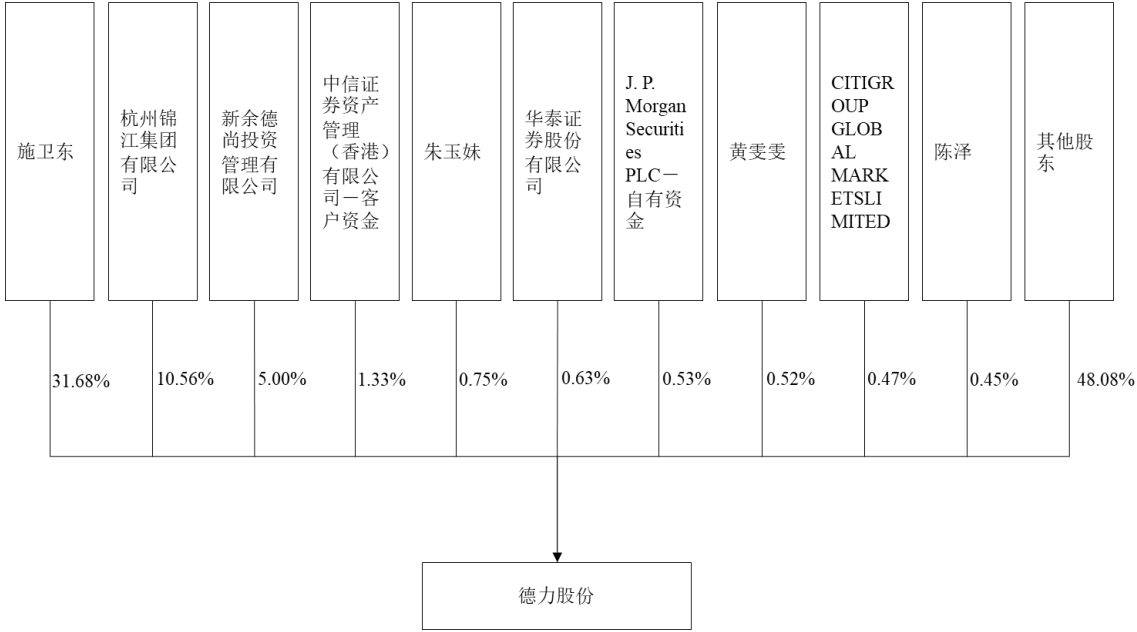 施卫东
杭州锦
江集团
有限公
司
新余德
尚投资
管理有
限公司
中信证
券资产
管理
（香港）
有限公
司－客
户资金
朱玉妹
华泰证
券股份
有限公
司
J. P.
Morgan
Securiti
es
PLC－
自有资
金
黄雯雯
CITIGR
OUP
GLOB
AL
MARK
ETSLI
MITED
陈泽
其他股
东
31.68%
10.56%
5.00%
1.33%
0.75%
0.63%
0.53%
0.52%
0.47%
0.45%
48.08%
德力股份